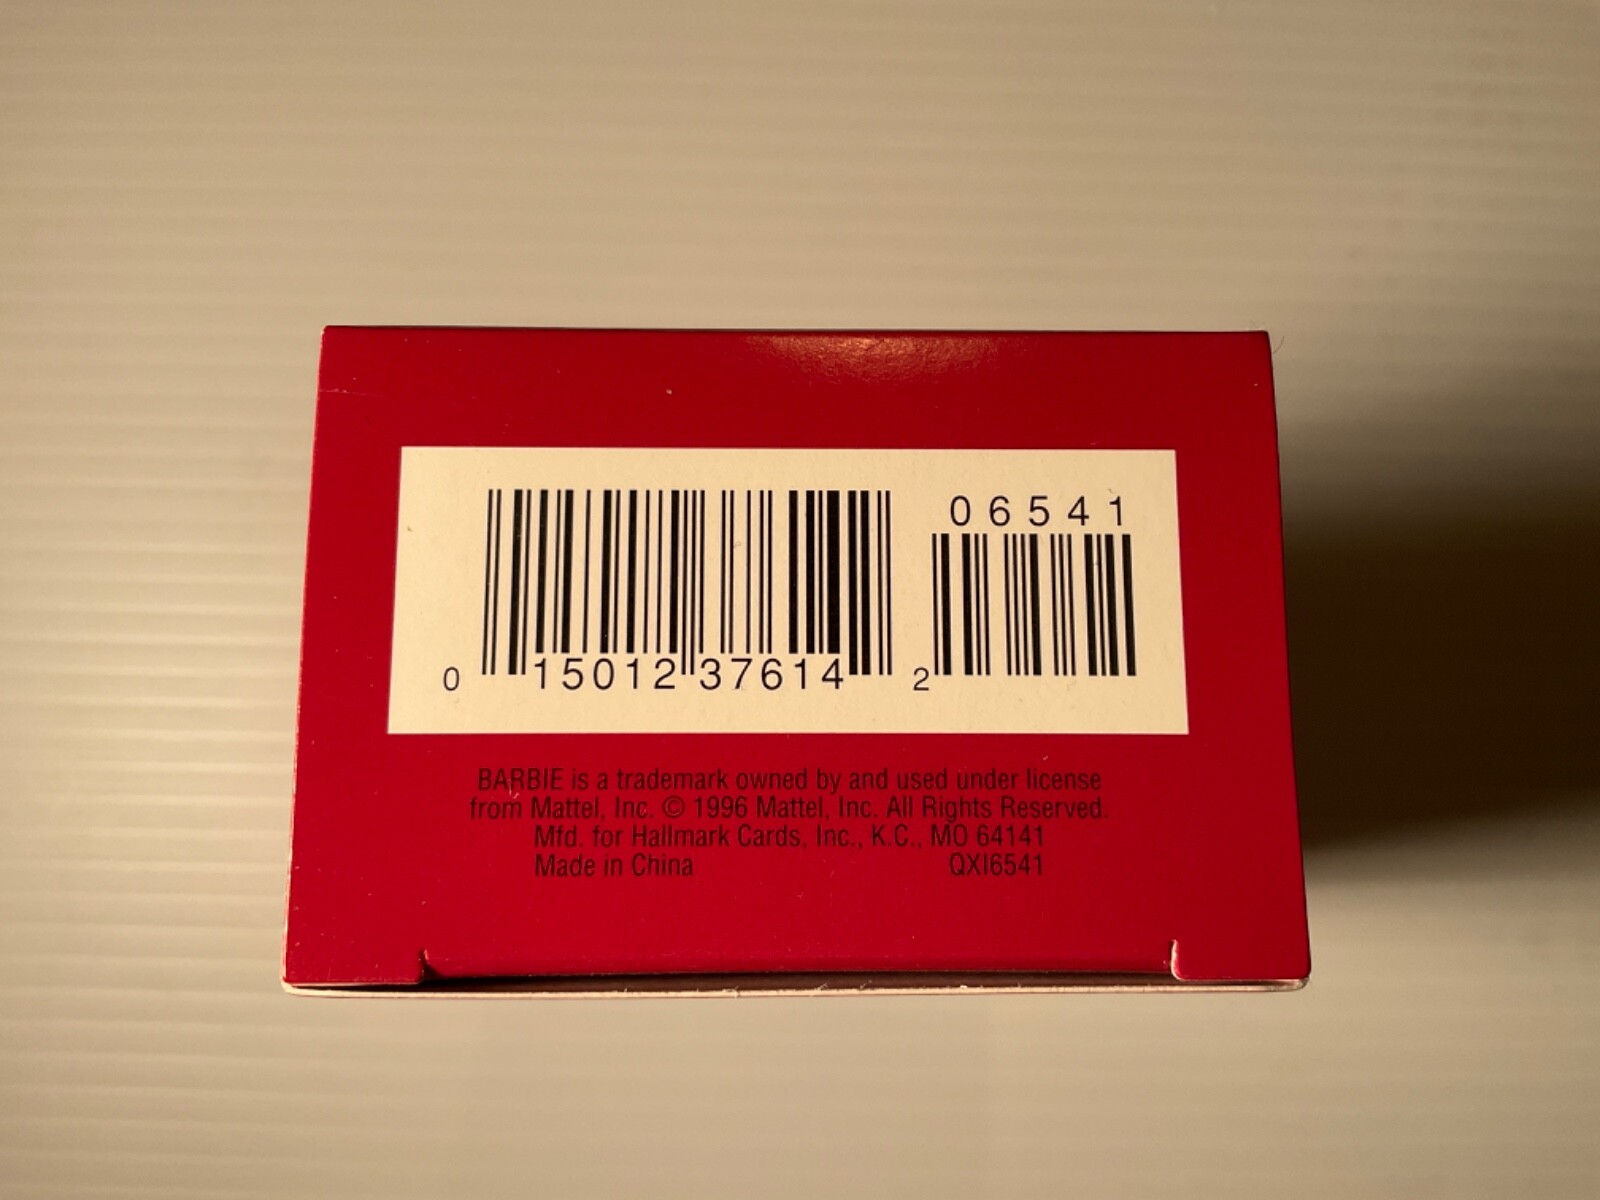 06541
0 15012 37614 2
BARBIE is a trademark owned by and used under license
from Mattel, Inc. © 1996 Mattel, Inc. All Rights Reserved.
Mfd. for Hallmark Cards, Inc., K.C., MO 64141
Made in China QXI6541